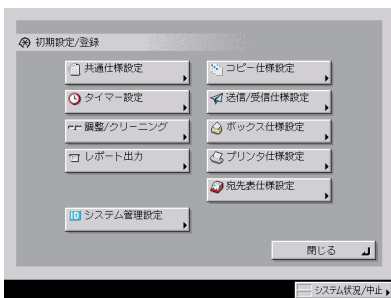 初期設定/登録
共通仕様設定
コピー仕様設定
タイマー設定
送信/受信仕様設定
調整/クリーニング
ボックス仕様設定
レポート出力
プリンタ仕様設定
宛先表仕様設定
ID システム管理設定
閉じる
システム状況/中止